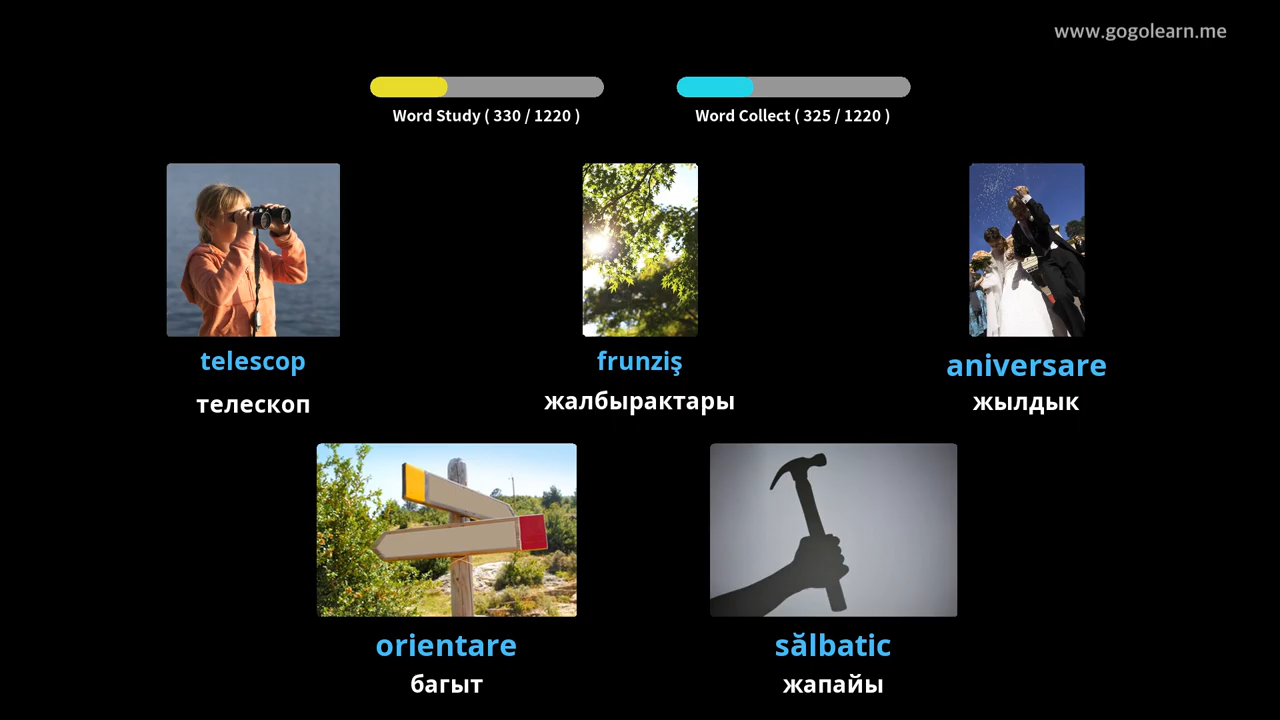 www.gogolearn.me
Word Study ( 330 / 1220 )
Word Collect ( 325 / 1220 )
telescop
телескоп
frunziş
жалбырактары
aniversare
жылдык
orientare
багыт
sălbatic
жапайы